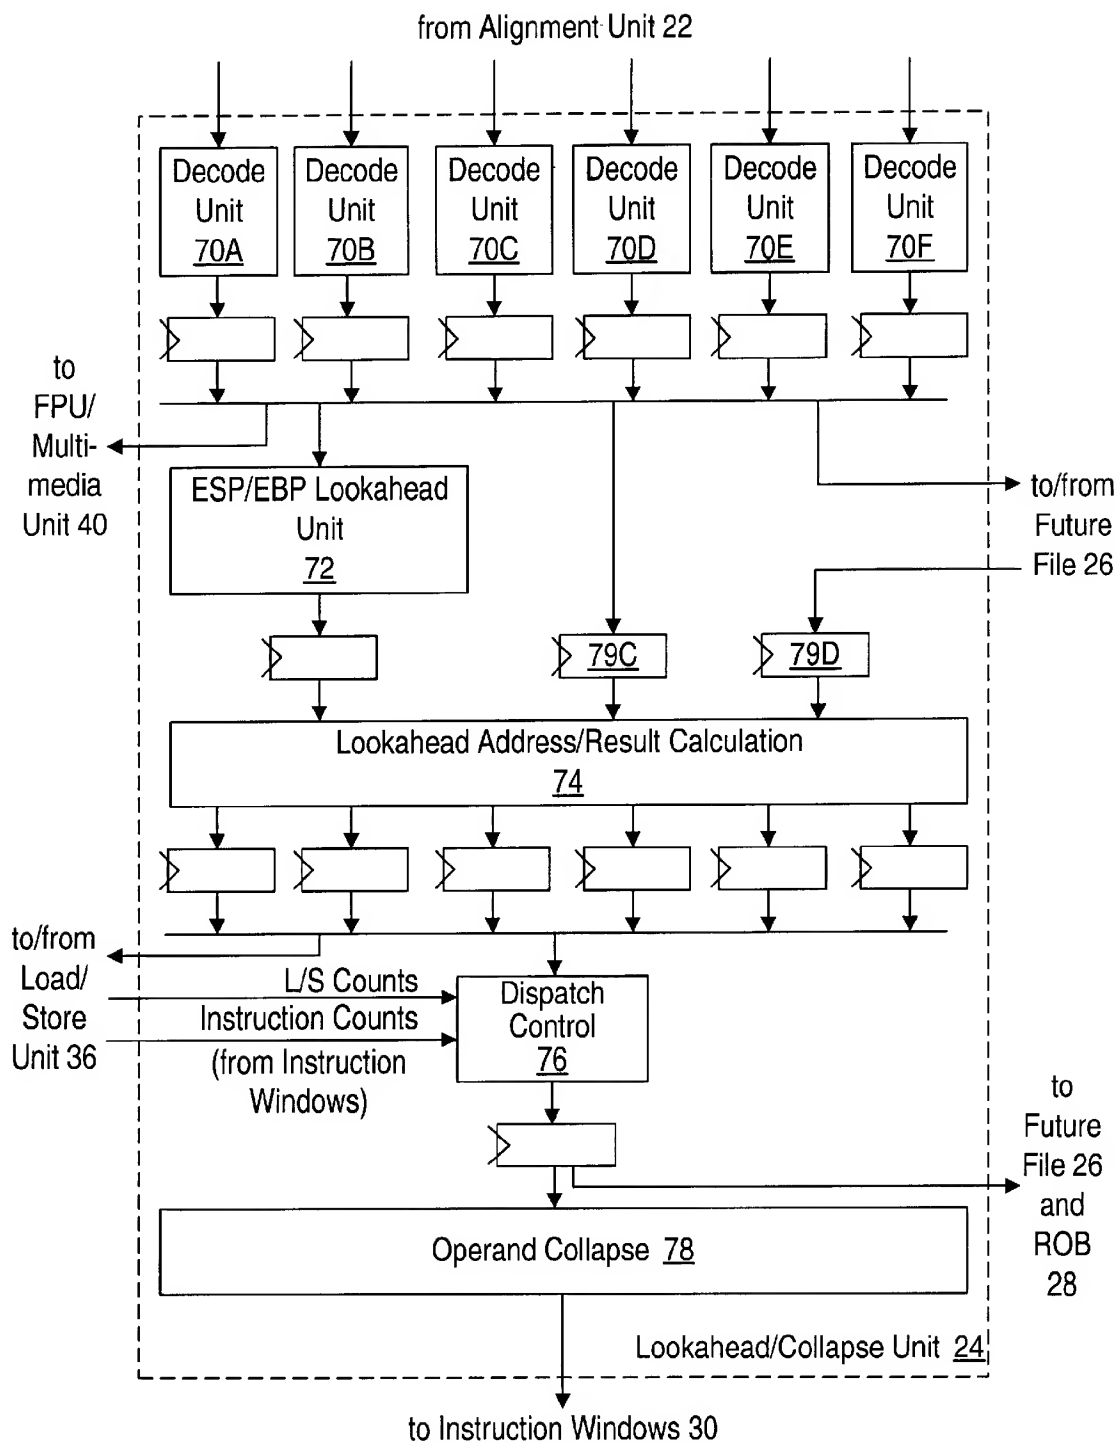 from Alignment Unit 22
Decode
Unit
70A
Decode
Unit
70B
Decode
Unit
70C
Decode
Unit
70D
Decode
Unit
70E
Decode
Unit
70F
to
FPU/
Multi-
media
Unit 40
ESP/EBP Lookahead
Unit
72
to/from
Future
File 26
79C
79D
Lookahead Address/Result Calculation
74
to/from
Load/
Store
Unit 36
L/S Counts
Instruction Counts
(from Instruction
Windows)
Dispatch
Control
76
to
Future
File 26
and
ROB
28
Operand Collapse 78
Lookahead/Collapse Unit 24
to Instruction Windows 30